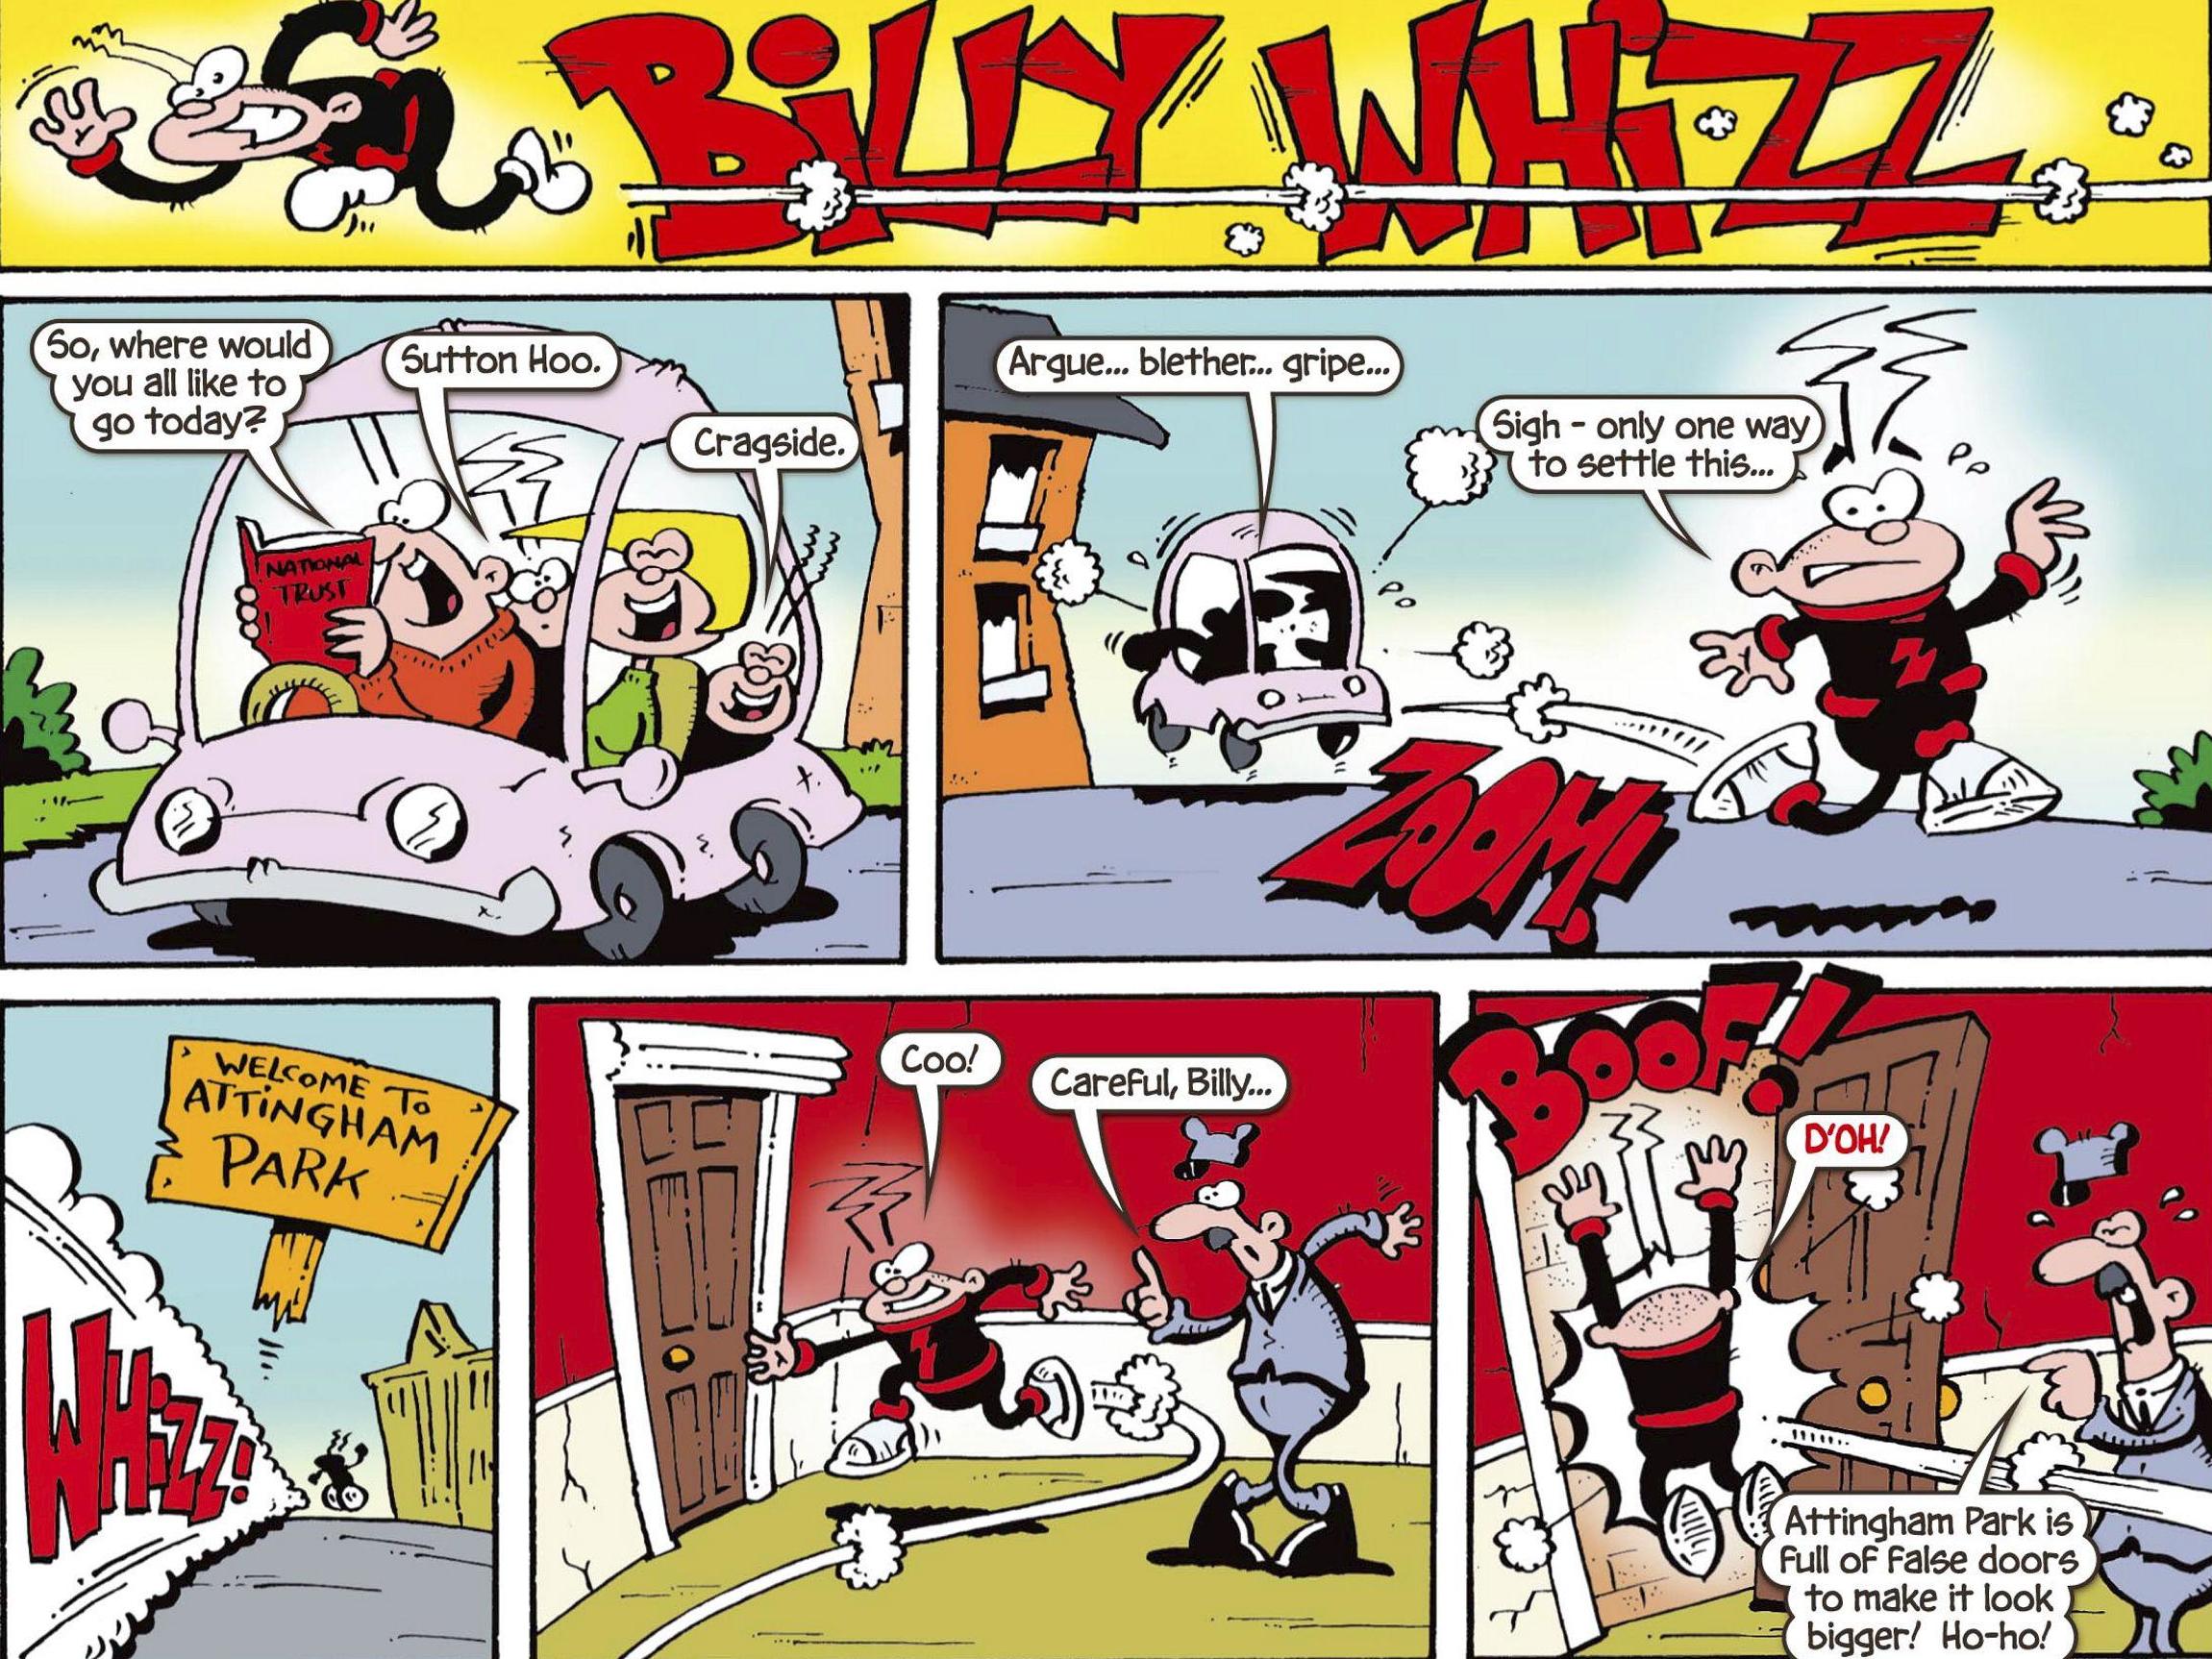 BiLLY WHiZZ
So, where would
you all like to
go today?
Sutton Hoo.
Cragside.
NATIONAL
TRUST
Argue... blether... gripe...
Sigh - only one way
to settle this...
ZOOM!
WELCOME TO
ATTiNGHAM
PARK
WHiZZ!
Coo!
Careful, Billy...
BOOF!
D'OH!
Attingham Park is
full of false doors
to make it look
bigger! Ho-ho!